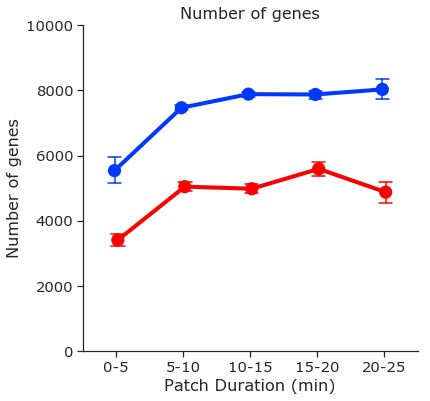 Number of genes
10000
8000
6000
4000
2000
0
Number of genes
0-5 5-10 10-15 15-20 20-25
Patch Duration (min)